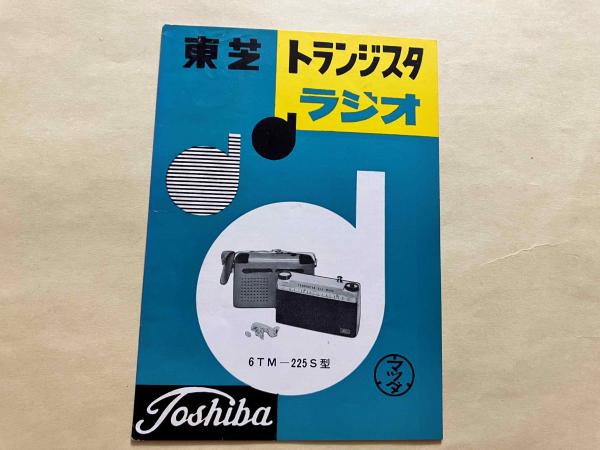 東芝
トランジスタ
ラジオ
6TM-225S型
マツダ
Toshiba